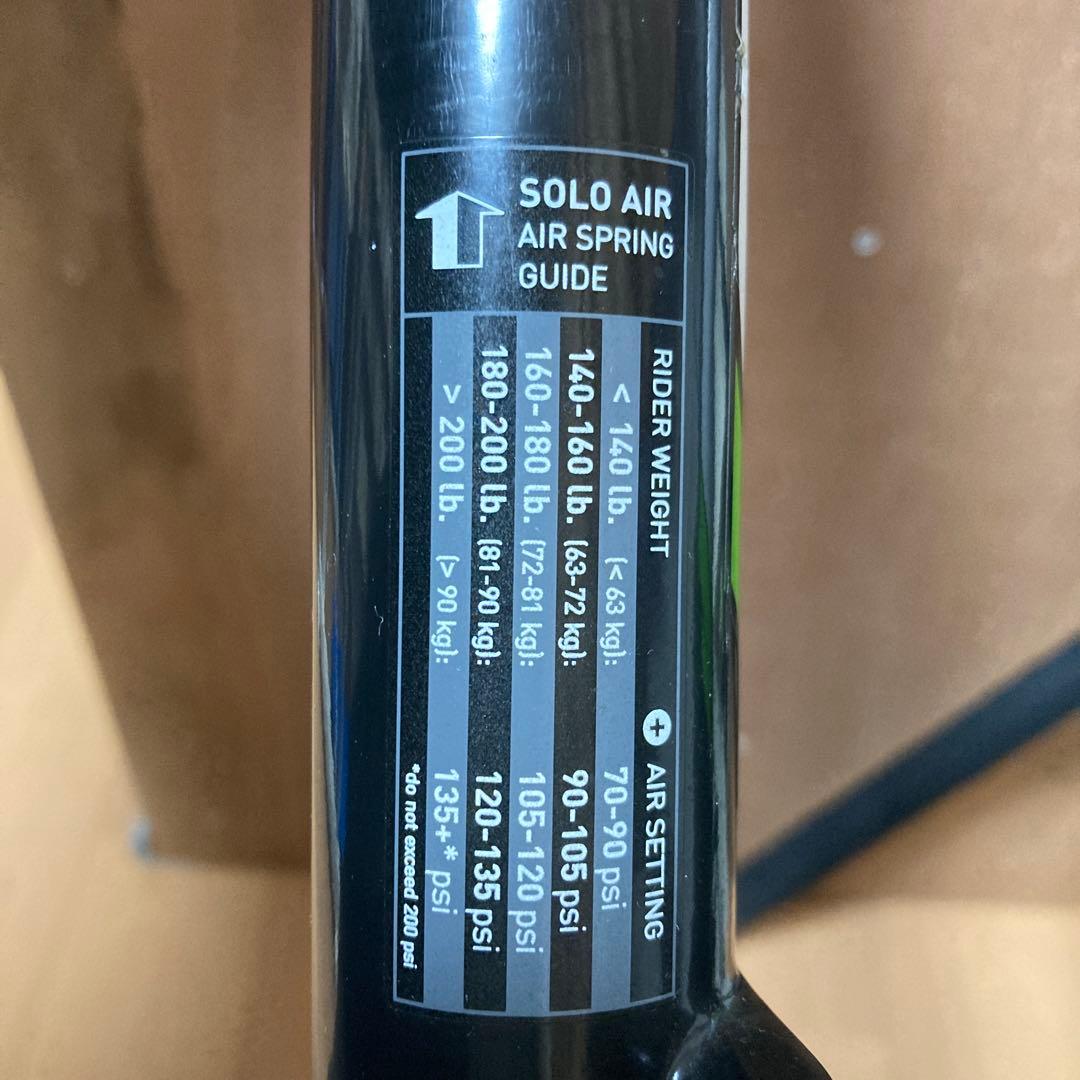 SOLO AIR
AIR SPRING
GUIDE
RIDER WEIGHT + AIR SETTING
< 140 lb. (< 63 kg): 70-90 psi
140-160 lb. (63-72 kg): 90-105 psi
160-180 lb. (72-81 kg): 105-120 psi
180-200 lb. (81-90 kg): 120-135 psi
> 200 lb. (> 90 kg): 135+* psi
*do not exceed 200 psi